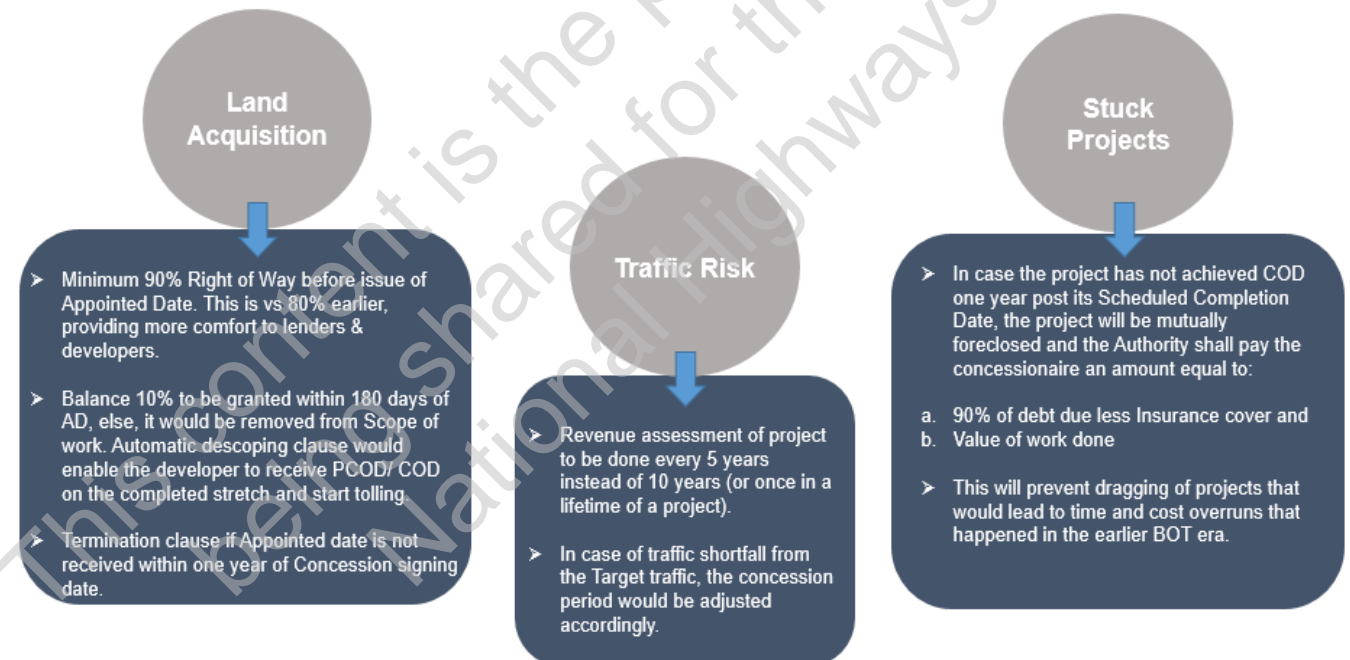 Land
Acquisition
➢ Minimum 90% Right of Way before issue of
Appointed Date. This is vs 80% earlier,
providing more comfort to lenders &
developers.
➢ Balance 10% to be granted within 180 days of
AD, else, it would be removed from Scope of
work. Automatic descoping clause would
enable the developer to receive PCOD/ COD
on the completed stretch and start tolling.
➢ Termination clause if Appointed date is not
received within one year of Concession signing
date.
Traffic Risk
➢ Revenue assessment of project
to be done every 5 years
instead of 10 years (or once in a
lifetime of a project).
➢ In case of traffic shortfall from
the Target traffic, the concession
period would be adjusted
accordingly.
Stuck
Projects
➢ In case the project has not achieved COD
one year post its Scheduled Completion
Date, the project will be mutually
foreclosed and the Authority shall pay the
concessionaire an amount equal to:
a. 90% of debt due less Insurance cover and
b. Value of work done
➢ This will prevent dragging of projects that
would lead to time and cost overruns that
happened in the earlier BOT era.
This content is the
being shared for th
National Highways